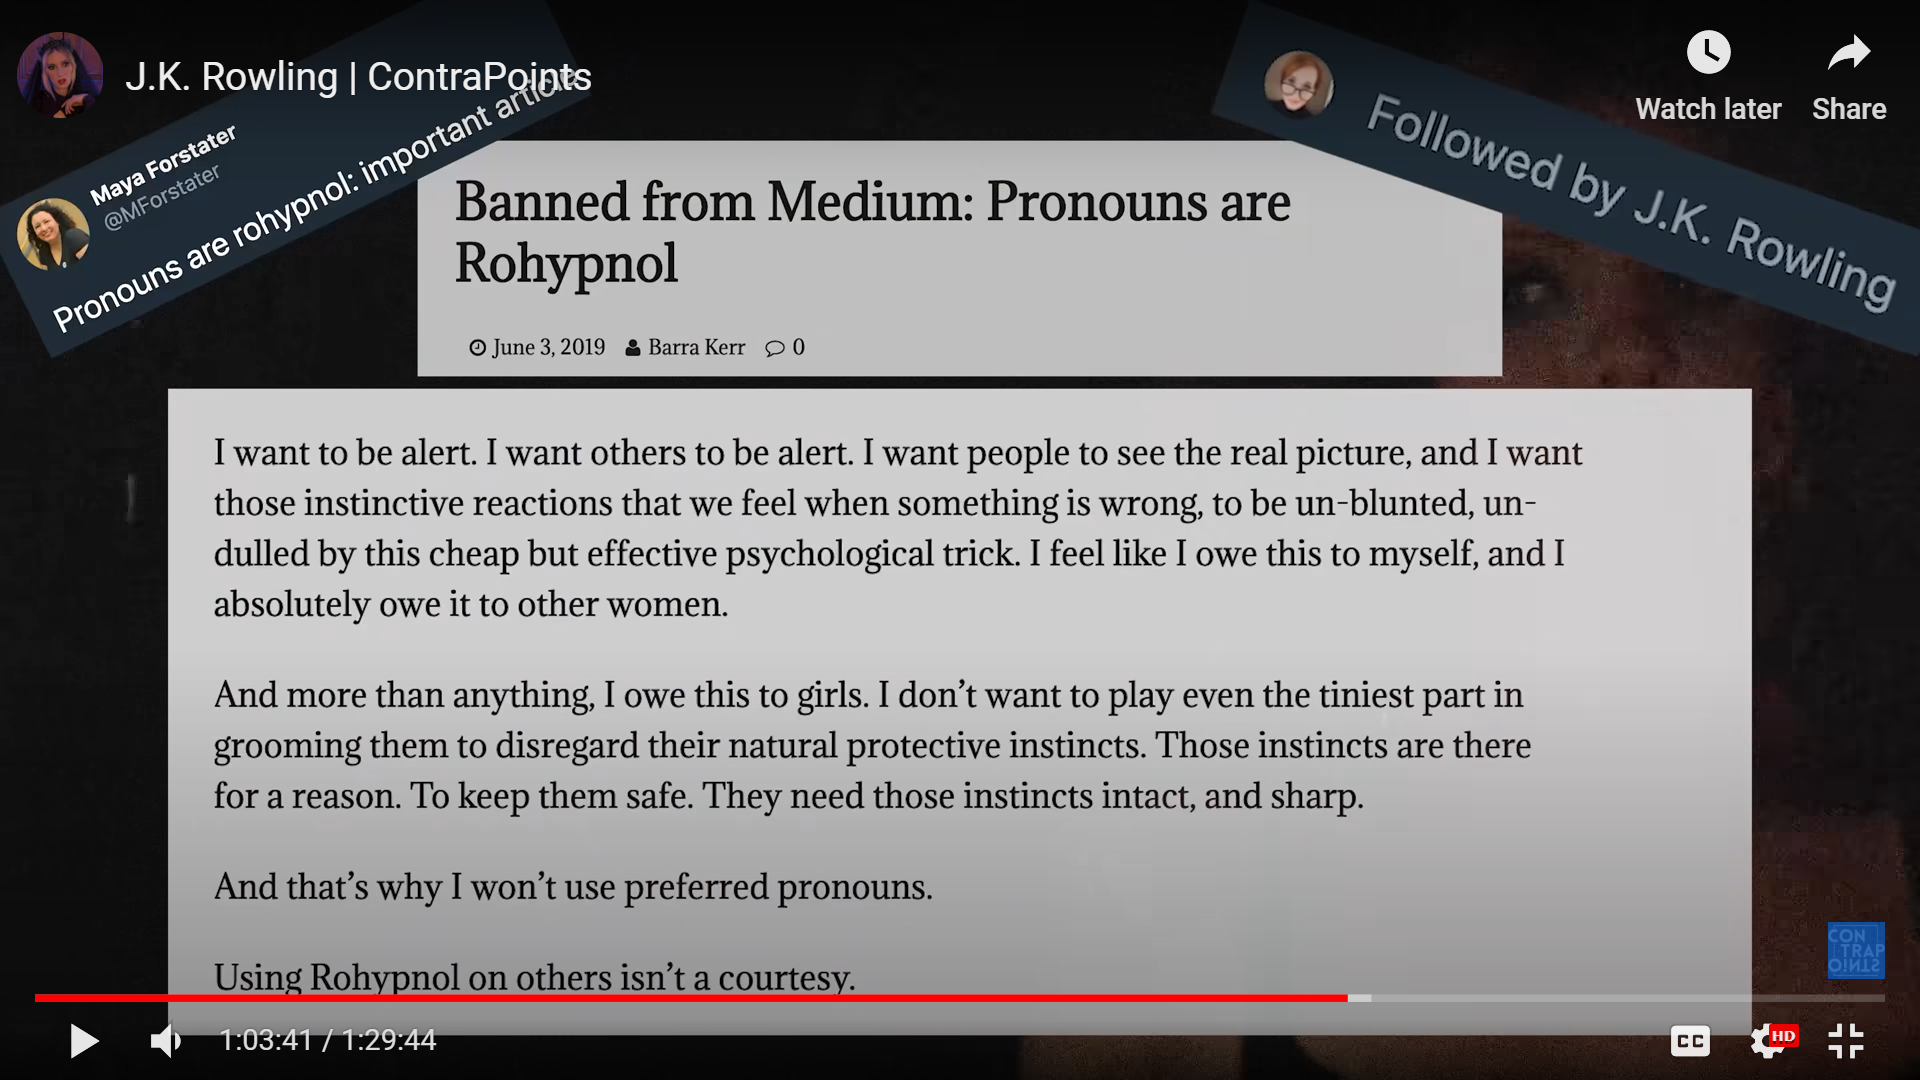 J.K. Rowling | ContraPoints
Watch later
Share
Maya Forstater
@MForstater
Pronouns are rohypnol: important article
Followed by J.K. Rowling
Banned from Medium: Pronouns are
Rohypnol
June 3, 2019 Barra Kerr 0
I want to be alert. I want others to be alert. I want people to see the real picture, and I want
those instinctive reactions that we feel when something is wrong, to be un-blunted, un-
dulled by this cheap but effective psychological trick. I feel like I owe this to myself, and I
absolutely owe it to other women.
And more than anything, I owe this to girls. I don’t want to play even the tiniest part in
grooming them to disregard their natural protective instincts. Those instincts are there
for a reason. To keep them safe. They need those instincts intact, and sharp.
And that’s why I won’t use preferred pronouns.
Using Rohypnol on others isn’t a courtesy.
CON
TRAP
OINTS
1:03:41 / 1:29:44
CC
HD